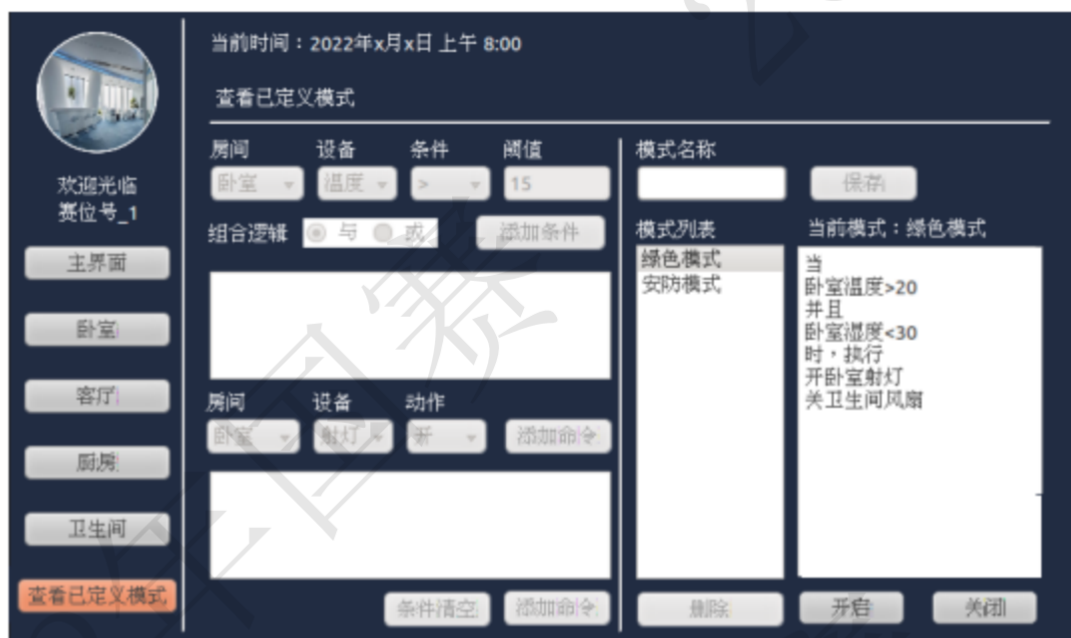 欢迎光临
赛位号_1
主界面
卧室
客厅
厨房
卫生间
查看已定义模式
当前时间：2022年x月x日 上午 8:00
查看已定义模式
房间 设备 条件 阈值
卧室 温度 > 15
组合逻辑 与 或 添加条件
房间 设备 动作
卧室 射灯 开 添加命令
条件清空 添加命令
模式名称
保存
模式列表
绿色模式
安防模式
删除
当前模式：绿色模式
当
卧室温度>20
并且
卧室湿度<30
时，执行
开卧室射灯
关卫生间风扇
开启 关闭